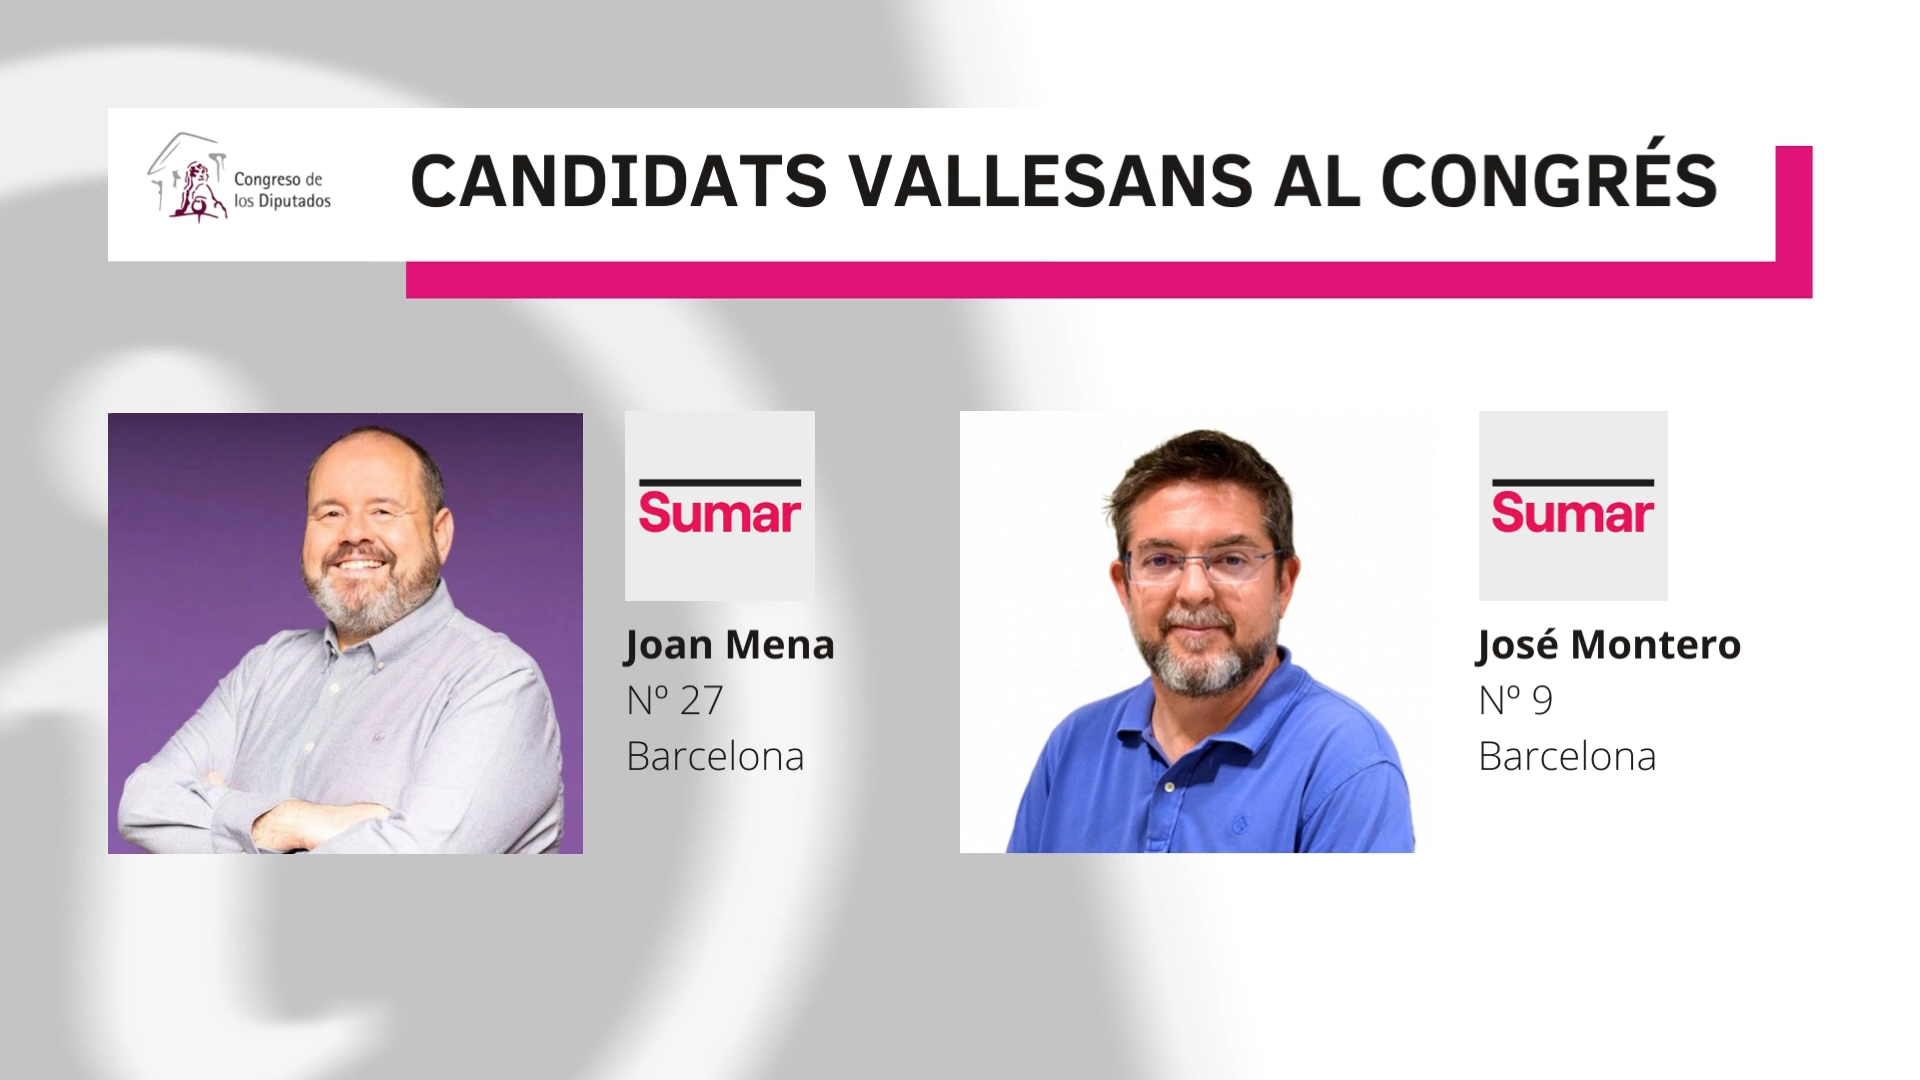 Congreso de
los Diputados
CANDIDATS VALLESANS AL CONGRÉS
Sumar
Joan Mena
Nº 27
Barcelona
Sumar
José Montero
Nº 9
Barcelona